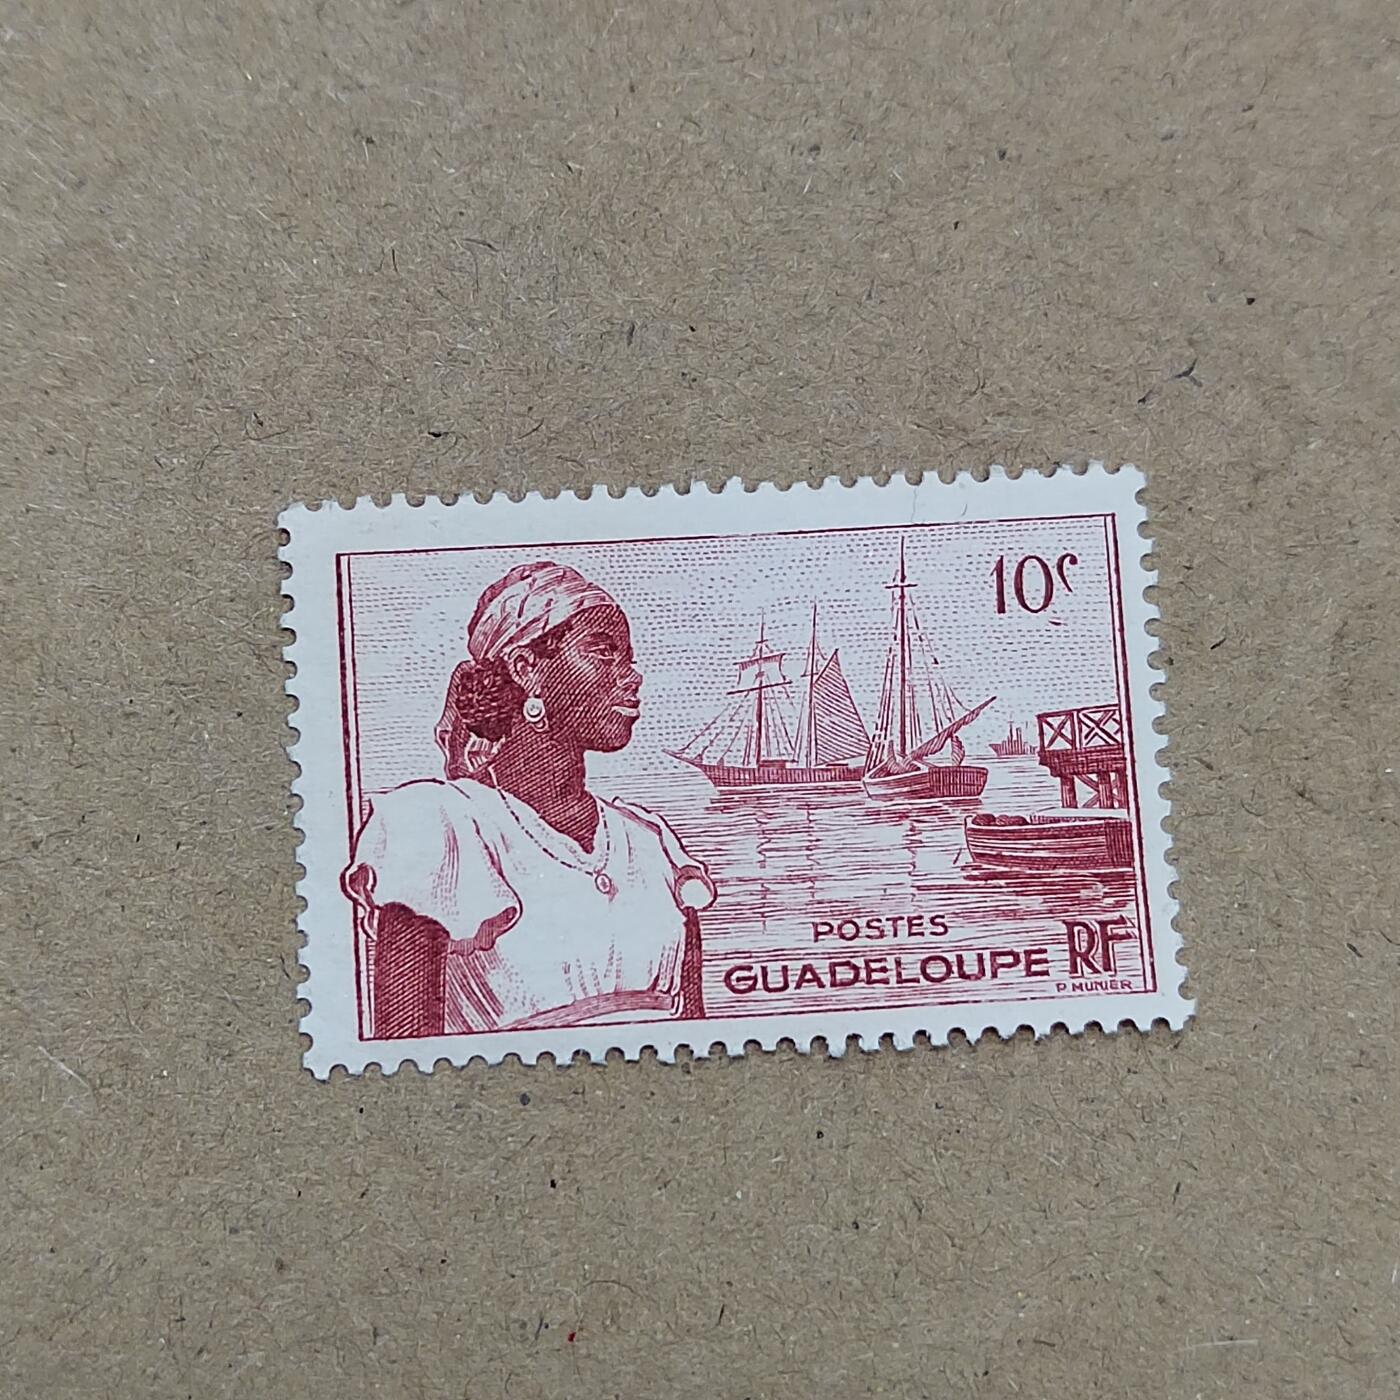 10c
POSTES
GUADELOUPE RF
P. MUNIER